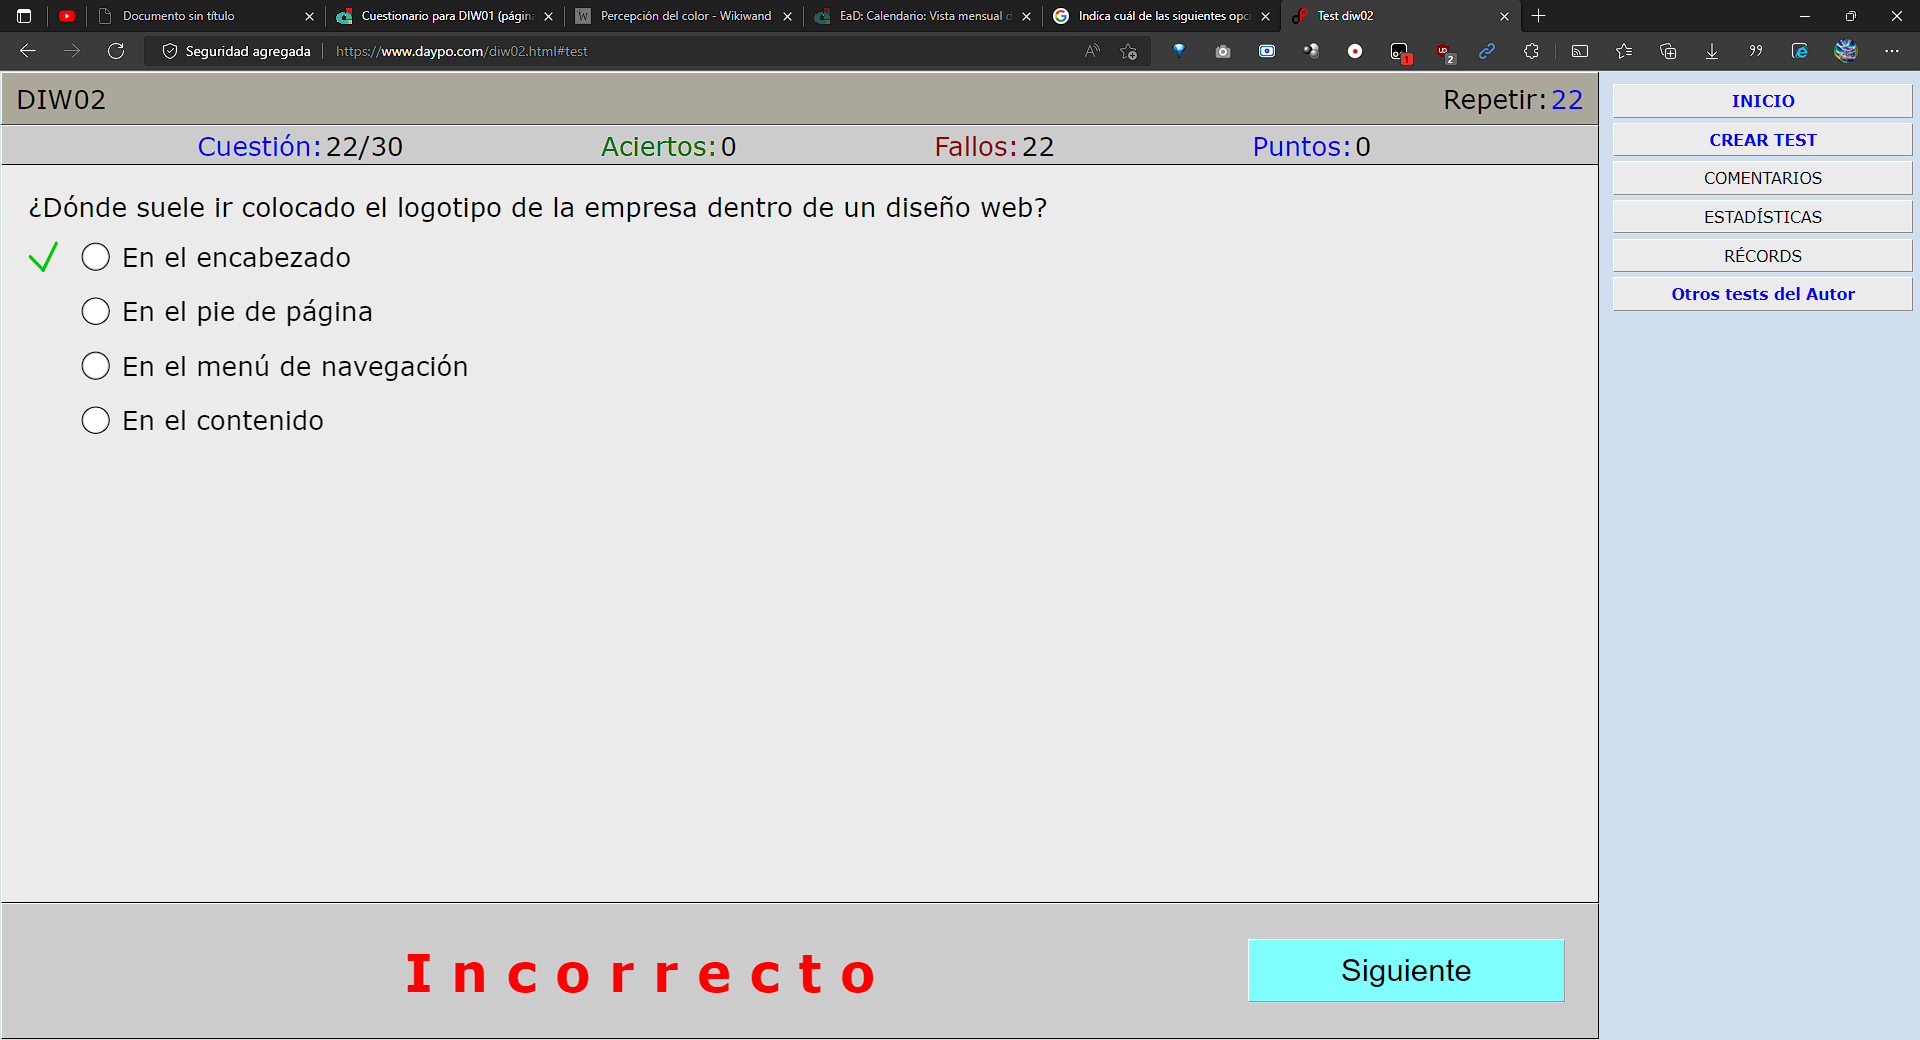 Documento sin título
Cuestionario para DIW01 (págin
W Percepción del color - Wikiwand
EaD: Calendario: Vista mensual d
Indica cuál de las siguientes opc
Test diw02
Seguridad agregada
https://www.daypo.com/diw02.html#test
1
2
DIW02
Repetir: 22
Cuestión: 22/30
Aciertos: 0
Fallos: 22
Puntos: 0
¿Dónde suele ir colocado el logotipo de la empresa dentro de un diseño web?
En el encabezado
En el pie de página
En el menú de navegación
En el contenido
Incorrecto
Siguiente
INICIO
CREAR TEST
COMENTARIOS
ESTADÍSTICAS
RÉCORDS
Otros tests del Autor